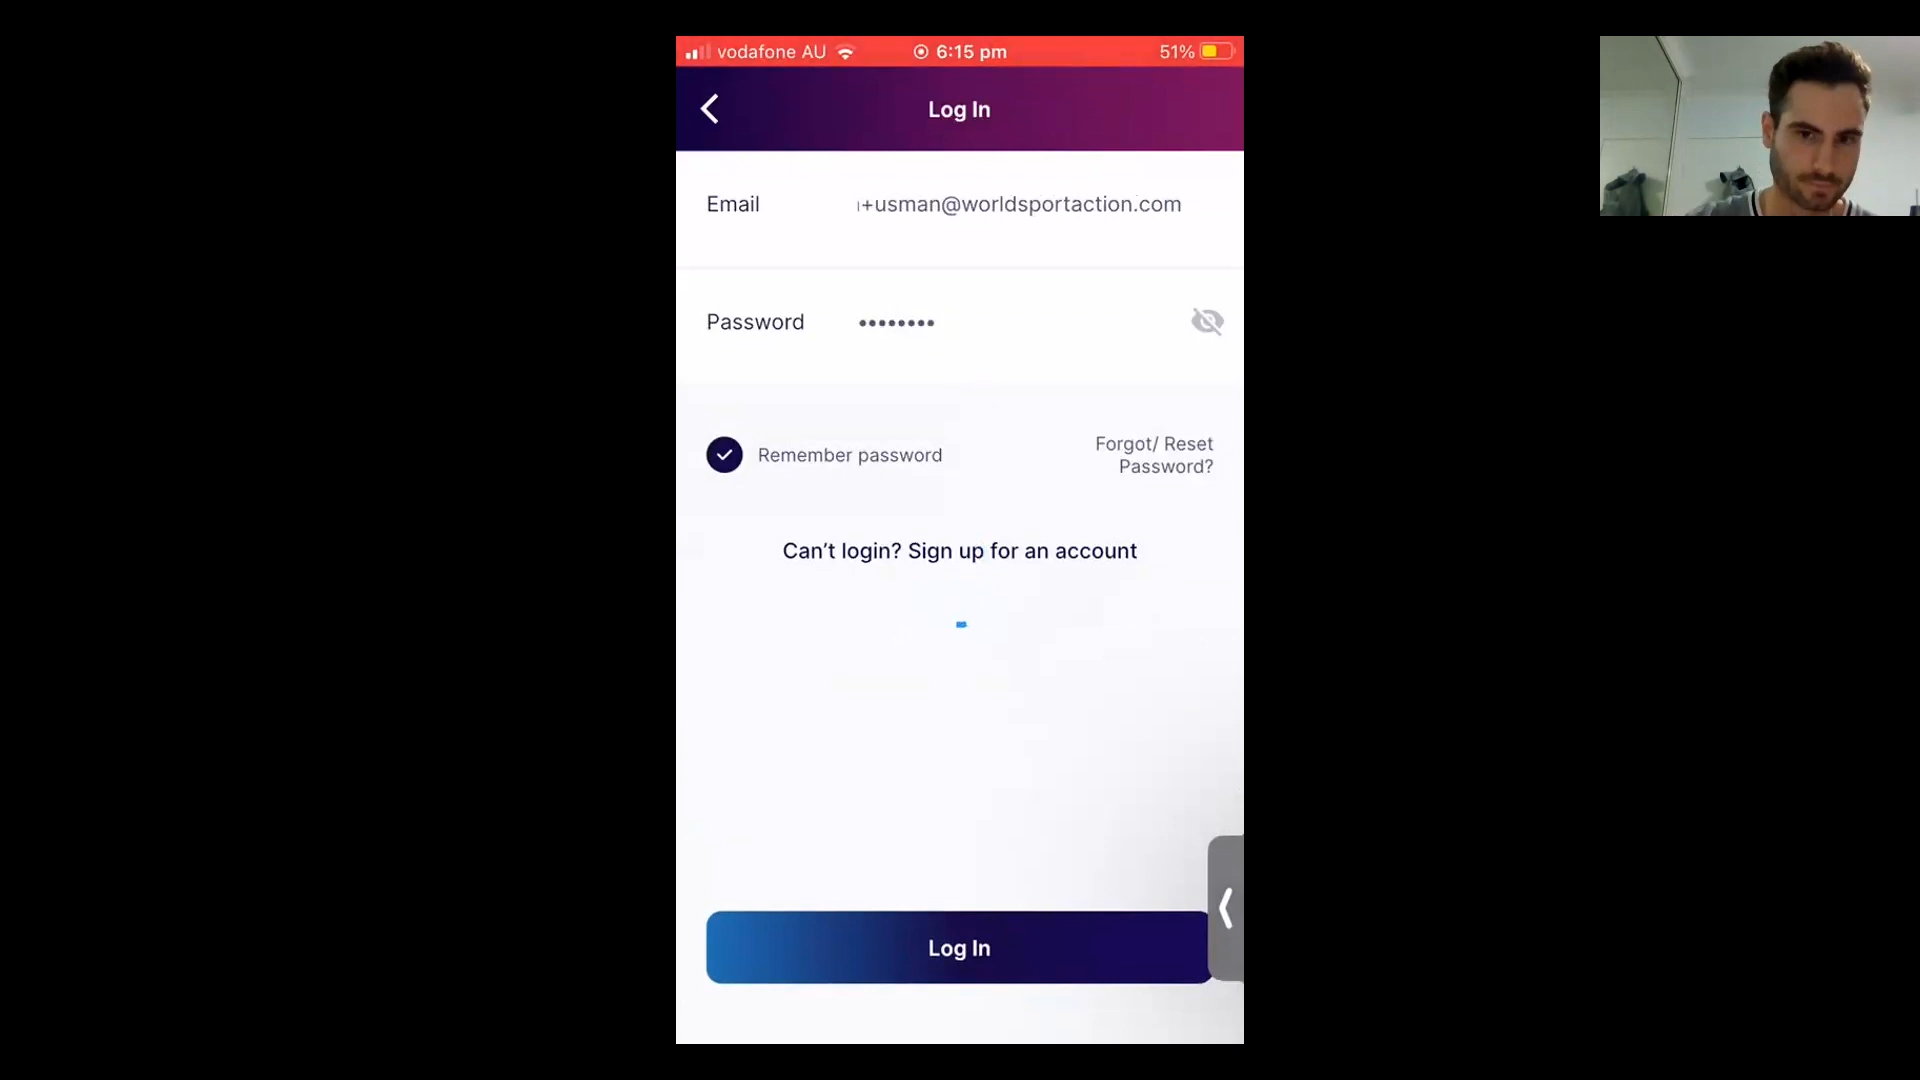 vodafone AU 6:15 pm 51%
Log In
Email +usman@worldsportaction.com
Password ••••••••
Remember password
Forgot/ Reset
Password?
Can’t login? Sign up for an account
Log In